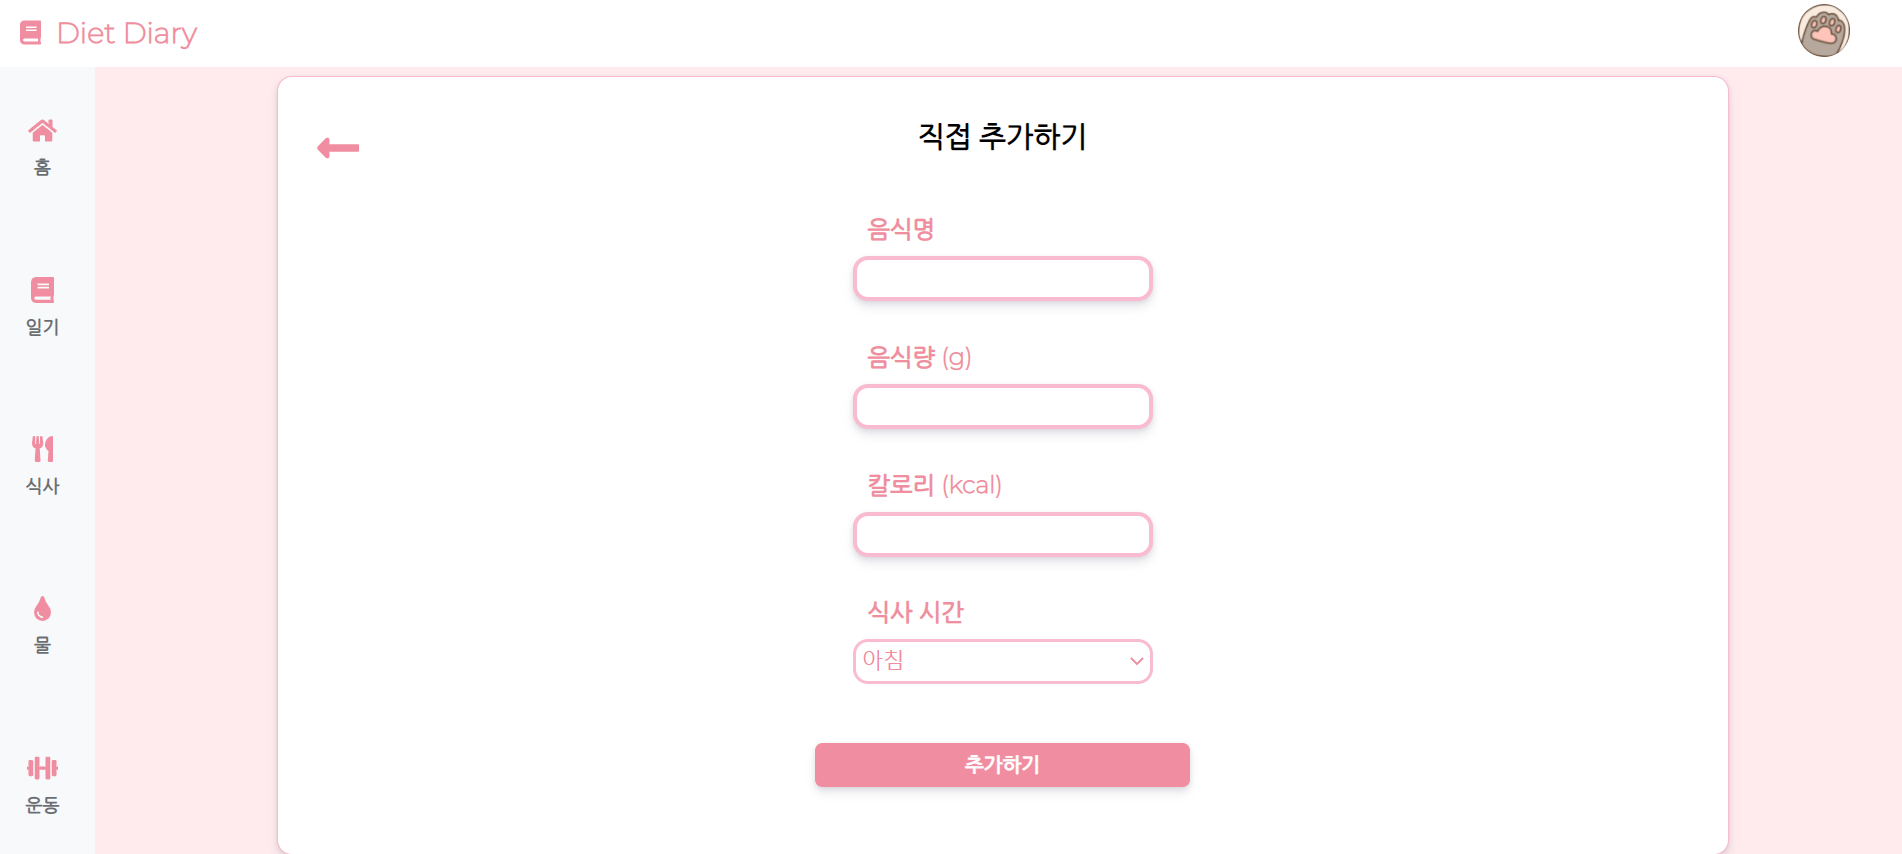 Diet Diary
홈
일기
식사
물
운동
직접 추가하기
음식명
음식량 (g)
칼로리 (kcal)
식사 시간
아침
추가하기